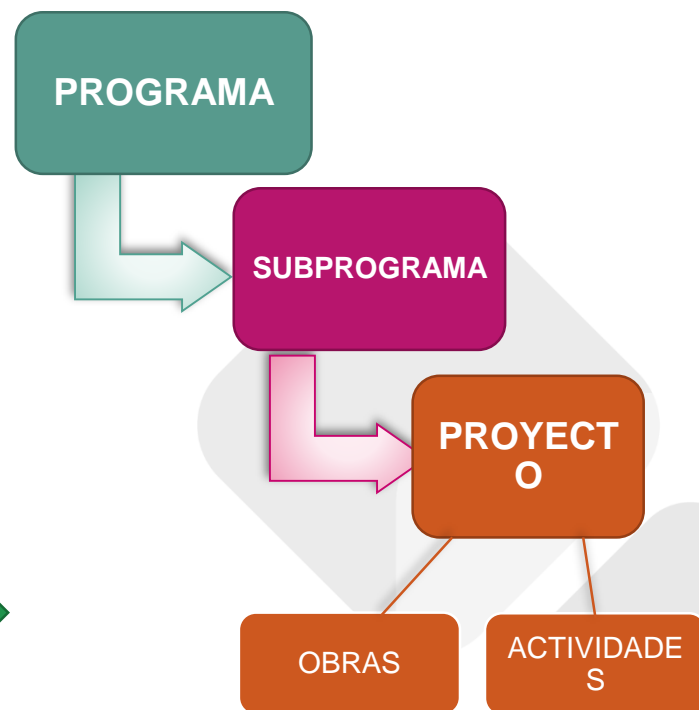 PROGRAMA
SUBPROGRAMA
PROYECT
O
OBRAS
ACTIVIDADE
S